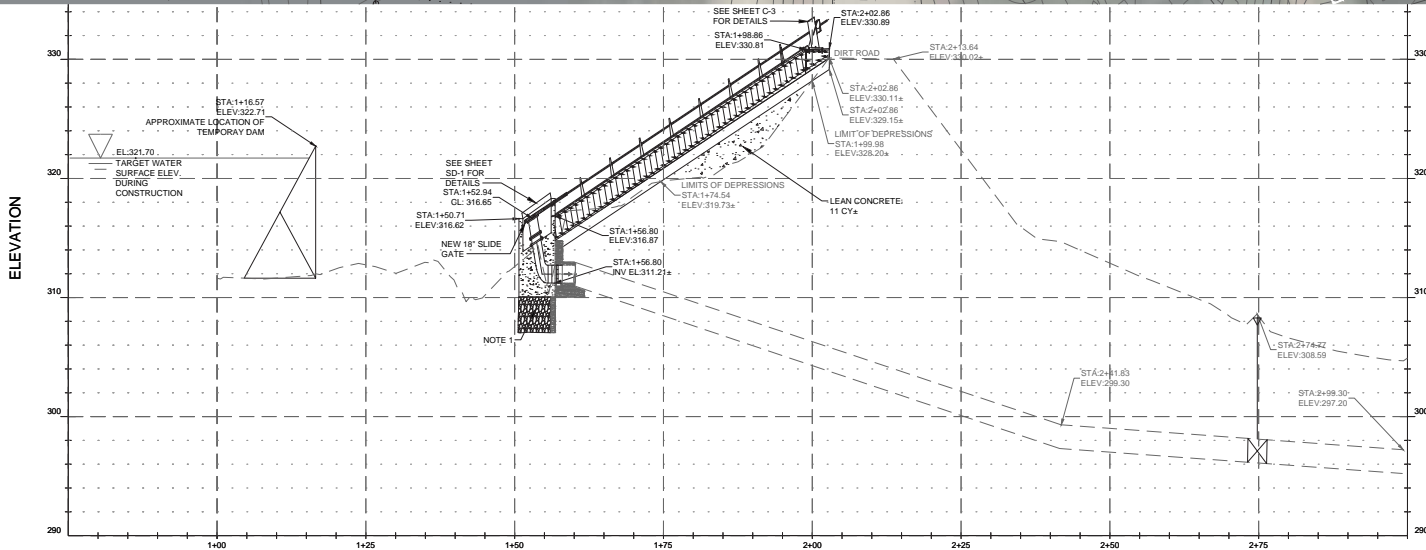 SEE SHEET C-3
FOR DETAILS
STA:2+02.86
ELEV:330.89
STA:1+98.86
ELEV:330.81
DIRT ROAD
STA:2+13.64
ELEV:330.02±
STA:2+02.86
ELEV:330.11±
STA:2+02.86
ELEV:329.15±
LIMIT OF DEPRESSIONS
STA:1+99.98
ELEV:328.20±
STA:1+16.57
ELEV:322.71
APPROXIMATE LOCATION OF
TEMPORAY DAM
EL:321.70
TARGET WATER
SURFACE ELEV.
DURING
CONSTRUCTION
SEE SHEET
SD-1 FOR
DETAILS
STA:1+52.94
CL: 316.65
STA:1+50.71
ELEV:316.62
NEW 18" SLIDE
GATE
LIMITS OF DEPRESSIONS
STA:1+74.54
ELEV:319.73±
LEAN CONCRETE:
11 CY±
STA:1+56.80
ELEV:316.87
STA:1+56.80
INV EL:311.21±
NOTE 1
STA:2+74.77
ELEV:308.59
STA:2+41.83
ELEV:299.30
STA:2+99.30
ELEV:297.20
ELEVATION
330
320
310
300
290
330
320
310
300
290
1+00
1+25
1+50
1+75
2+00
2+25
2+50
2+75